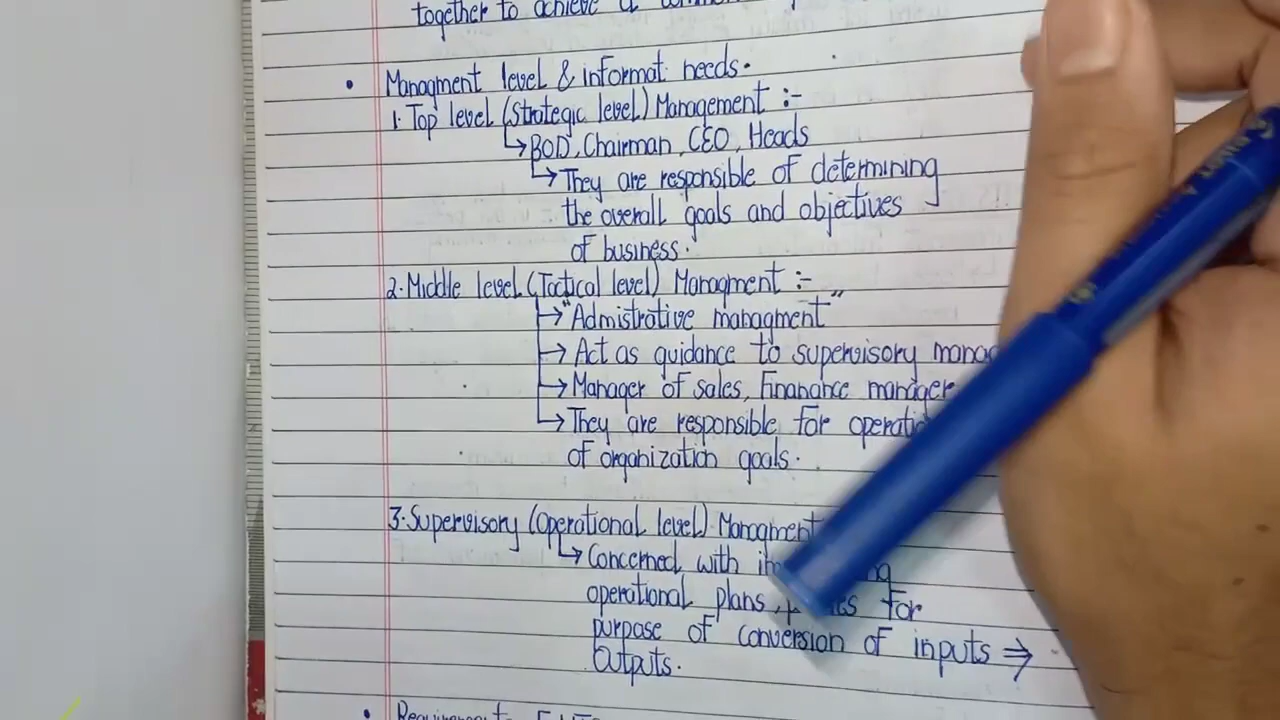 together to achieve a
• Managment level & informat needs.
1. Top level (Strategic level) Management :-
↳ BOD, Chairman, CEO, Heads
↳ They are responsible of determining
the overall goals and objectives
of business.
2. Middle level (Tactical level) Managment :-
→ "Admistrative managment"
→ Act as guidance to supervisory
→ Manager of sales, Finanance manager
→ They are responsible for
of organization goals.
3. Supervisory (Operational level) Managment
↳ Concerned with
operational plans, for
purpose of conversion of inputs ⇒
Outputs.